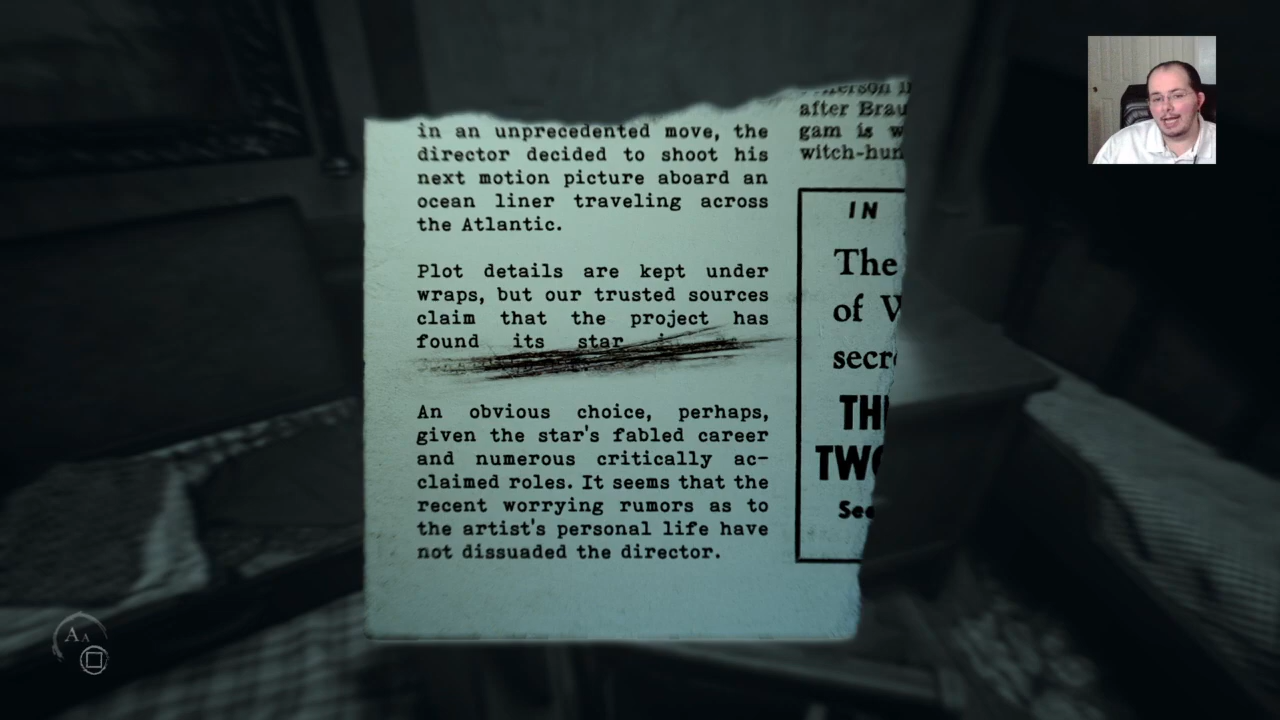 in an unprecedented move, the
director decided to shoot his
next motion picture aboard an
ocean liner traveling across
the Atlantic.
Plot details are kept under
wraps, but our trusted sources
claim that the project has
found its star
An obvious choice, perhaps,
given the star's fabled career
and numerous critically ac-
claimed roles. It seems that the
recent worrying rumors as to
the artist's personal life have
not dissuaded the director.
after
is
witch-hun
IN
The
of
secre
TWO
See
A A